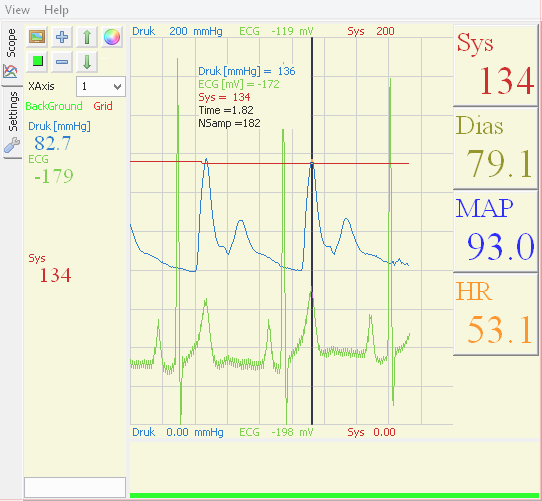 View Help
Druk 200 mmHg ECG -119 mV Sys 200
Scope
Settings
XAxis 1
BackGround Grid
Druk [mmHg]
82.7
ECG
-179
Sys
134
Druk [mmHg] = 136
ECG [mV] = -172
Sys = 134
Time =1.82
NSamp =182
Druk 0.00 mmHg ECG -198 mV Sys 0.00
Sys
134
Dias
79.1
MAP
93.0
HR
53.1